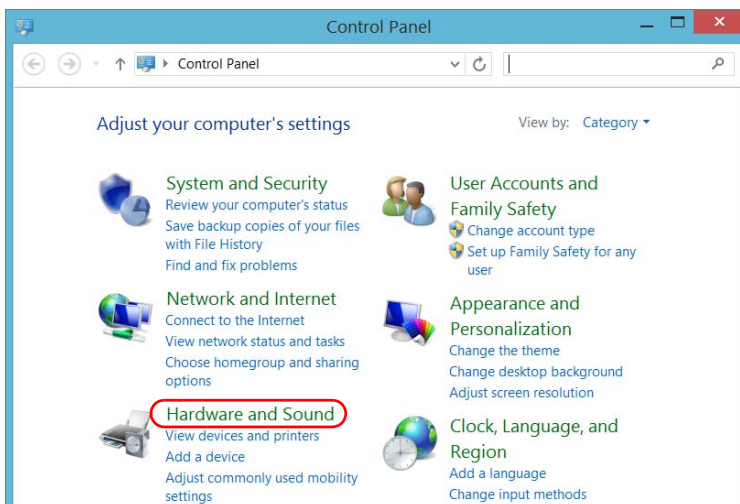 Control Panel
Control Panel
Adjust your computer's settings
View by: Category
System and Security
Review your computer's status
Save backup copies of your files
with File History
Find and fix problems
Network and Internet
Connect to the Internet
View network status and tasks
Choose homegroup and sharing
options
Hardware and Sound
View devices and printers
Add a device
Adjust commonly used mobility
settings
User Accounts and
Family Safety
Change account type
Set up Family Safety for any
user
Appearance and
Personalization
Change the theme
Change desktop background
Adjust screen resolution
Clock, Language, and
Region
Add a language
Change input methods